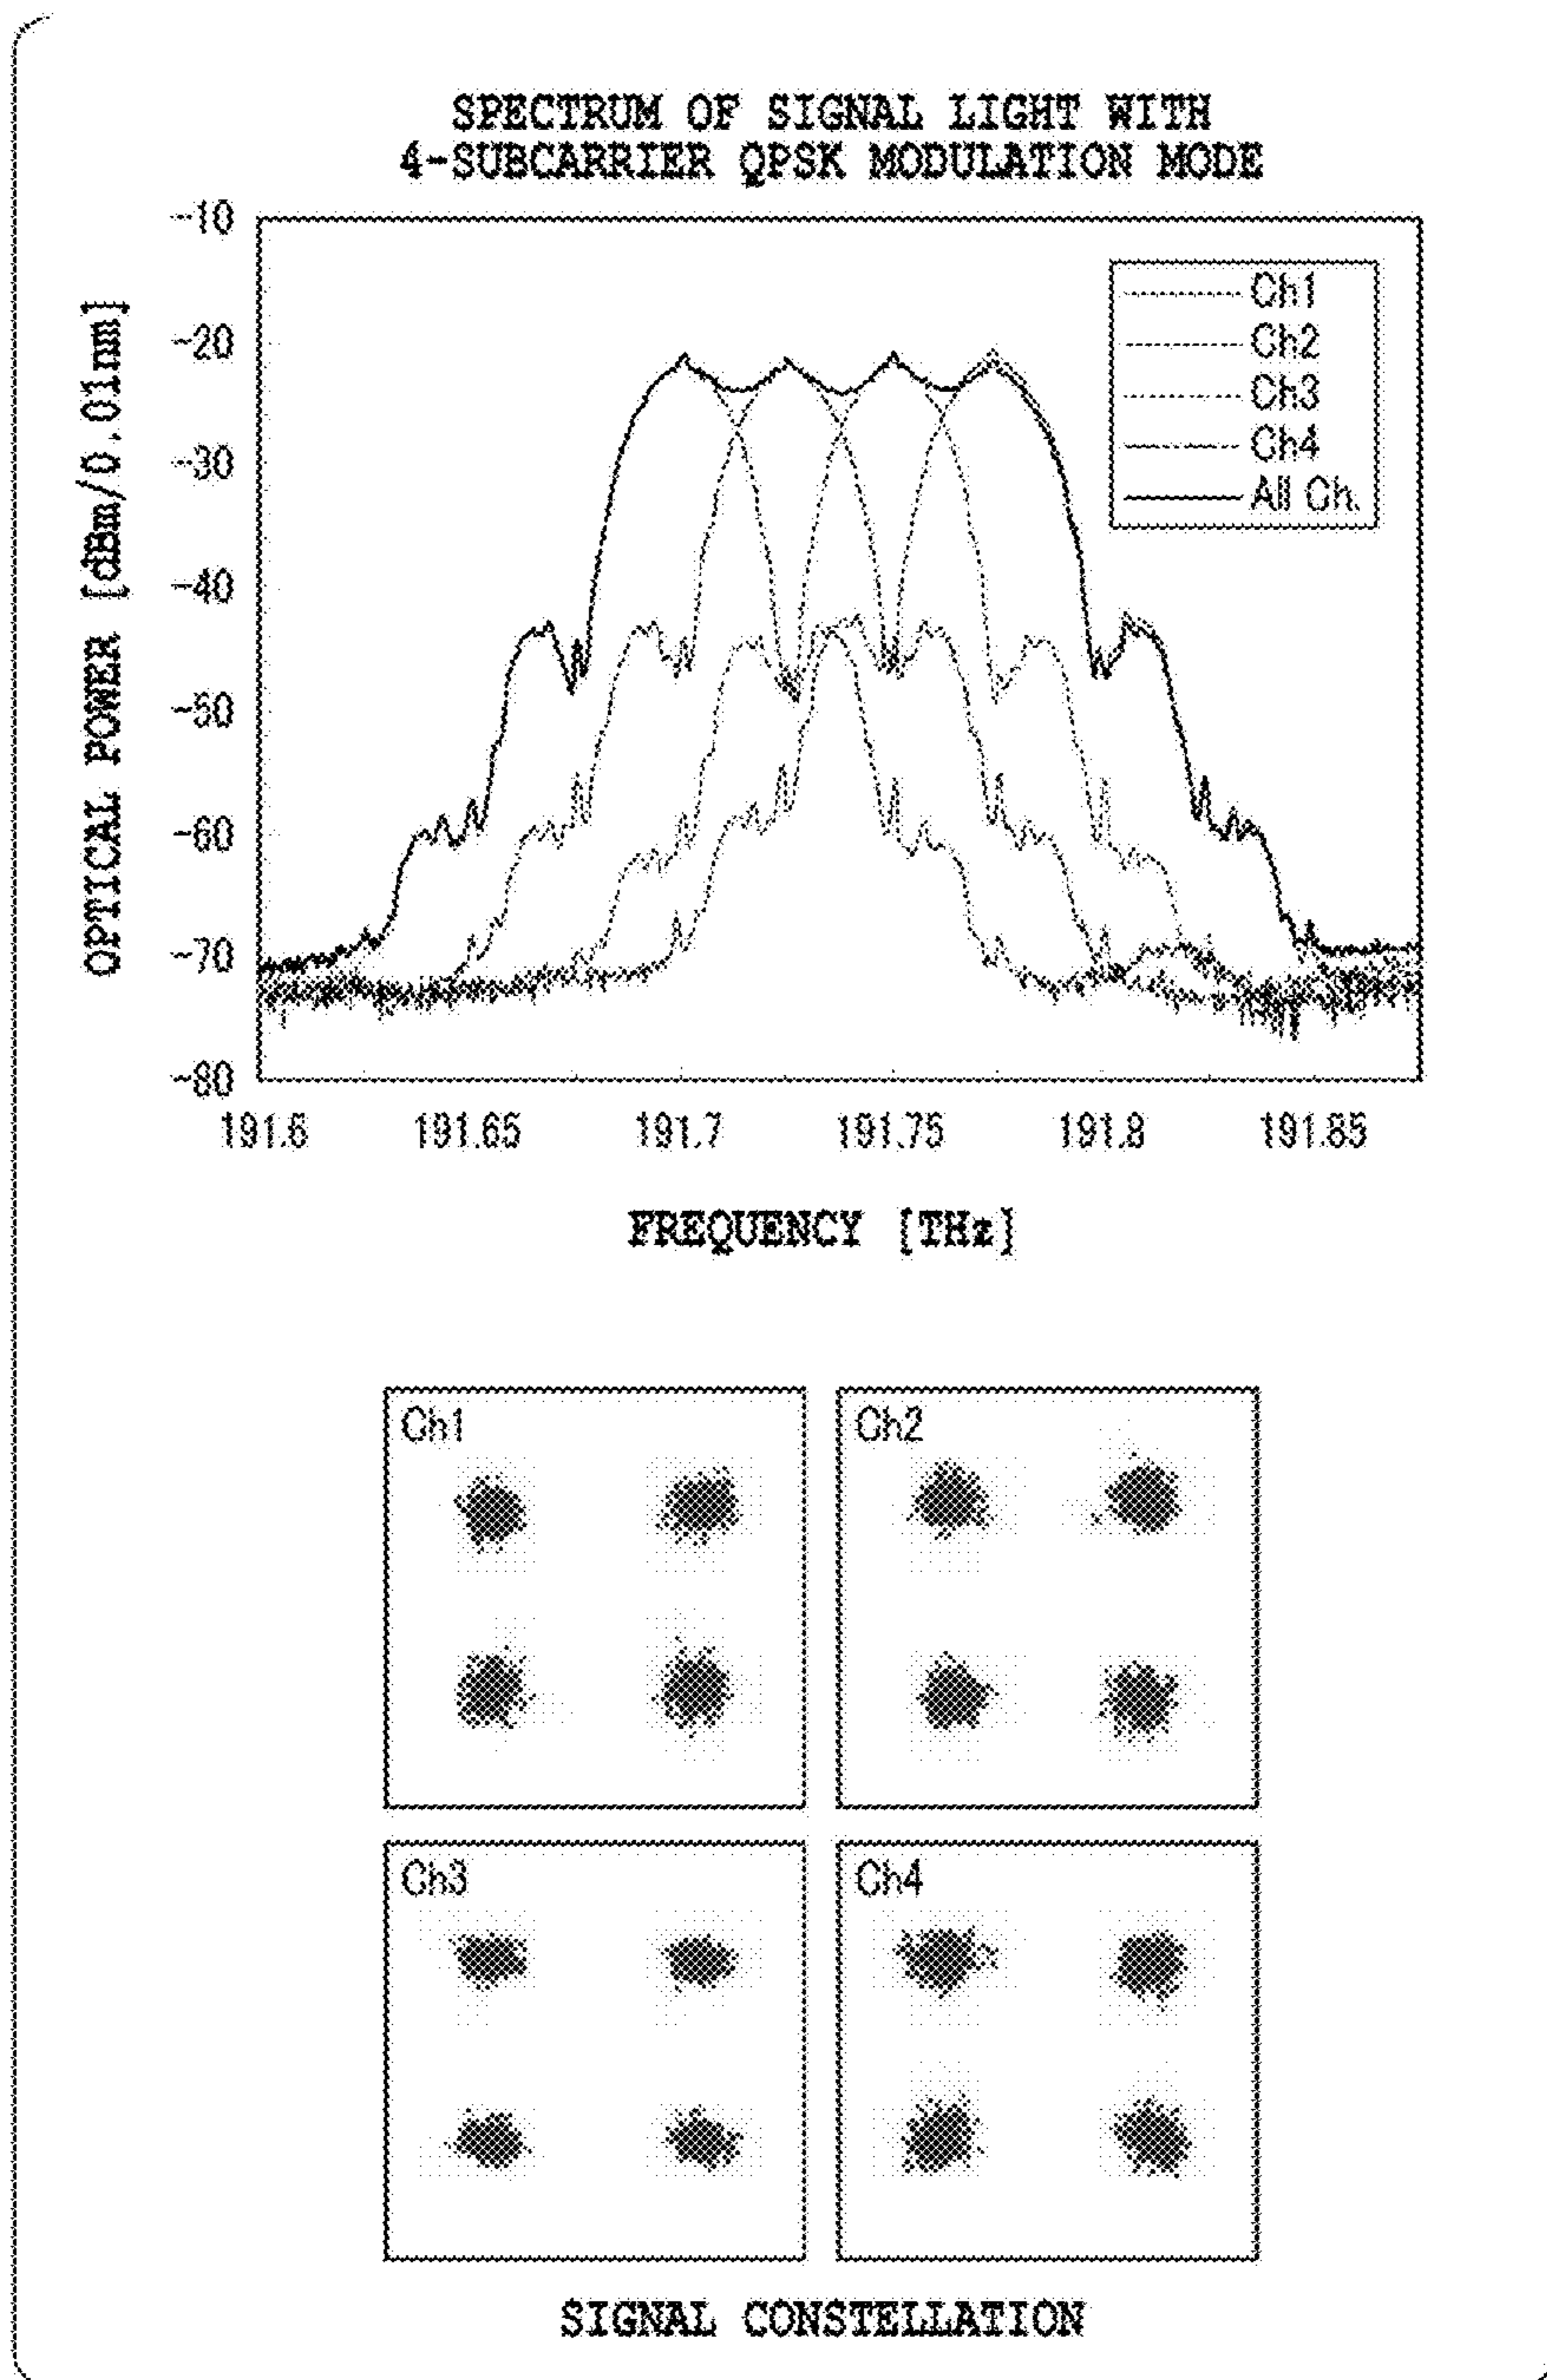 SPECTRUM OF SIGNAL LIGHT WITH
4-SUBCARRIER QPSK MODULATION MODE
OPTICAL POWER [dBm/0.01nm]
-10
-20
-30
-40
-50
-60
-70
-80
Ch1
Ch2
Ch3
Ch4
All Ch.
191.6 191.65 191.7 191.75 191.8 191.85
FREQUENCY [THz]
Ch1 Ch2
Ch3 Ch4
SIGNAL CONSTELLATION